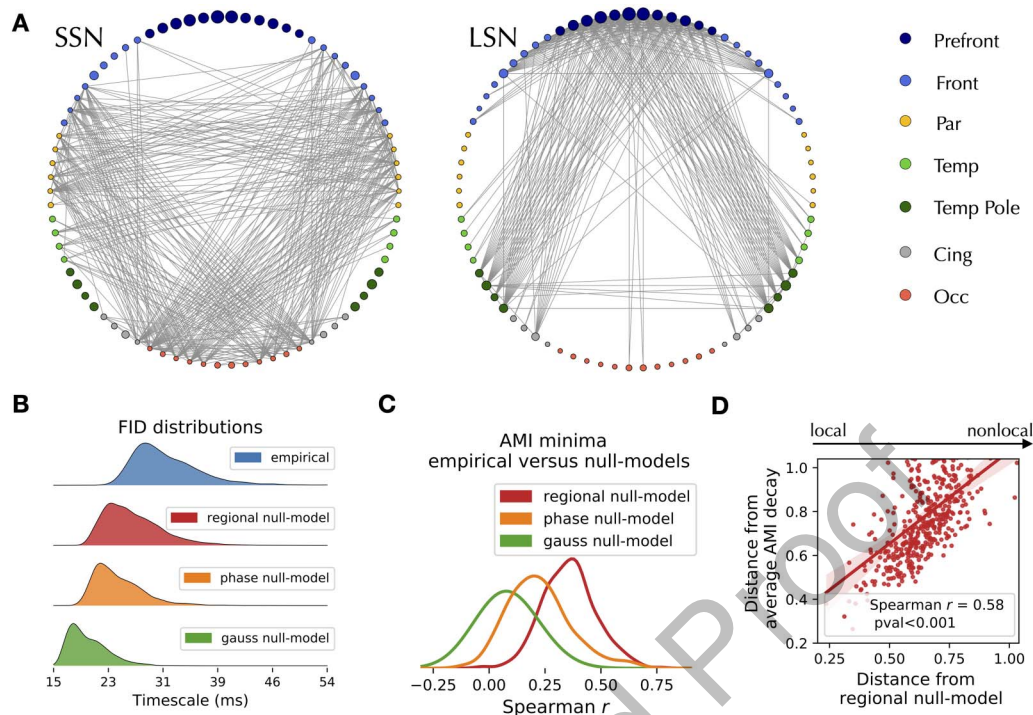 A
SSN
LSN
Prefront
Front
Par
Temp
Temp Pole
Cing
Occ
B
FID distributions
empirical
regional null-model
phase null-model
gauss null-model
15 23 31 39 46 54
Timescale (ms)
C
AMI minima
empirical versus null-models
regional null-model
phase null-model
gauss null-model
−0.25 0.00 0.25 0.50 0.75
Spearman r
D
local nonlocal
Distance from
average AMI decay
1.0
0.8
0.6
0.4
0.2
Spearman r = 0.58
pval<0.001
0.25 0.50 0.75 1.00
Distance from
regional null-model
d Proof